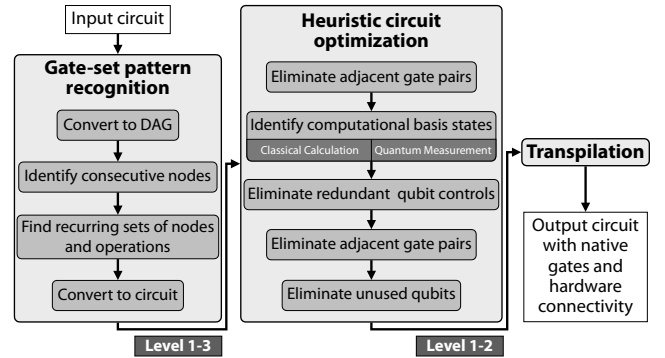 Input circuit
Gate-set pattern
recognition
Convert to DAG
Identify consecutive nodes
Find recurring sets of nodes
and operations
Convert to circuit
Level 1-3
Heuristic circuit
optimization
Eliminate adjacent gate pairs
Identify computational basis states
Classical Calculation
Quantum Measurement
Eliminate redundant qubit controls
Eliminate adjacent gate pairs
Eliminate unused qubits
Level 1-2
Transpilation
Output circuit
with native
gates and
hardware
connectivity